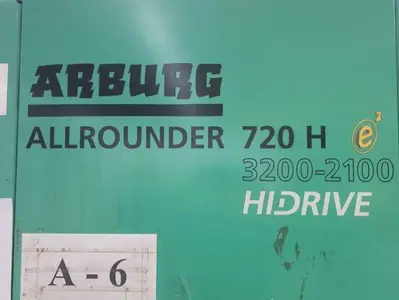 ARBURG
ALLROUNDER 720 H e²
3200-2100
HIDRIVE
A - 6